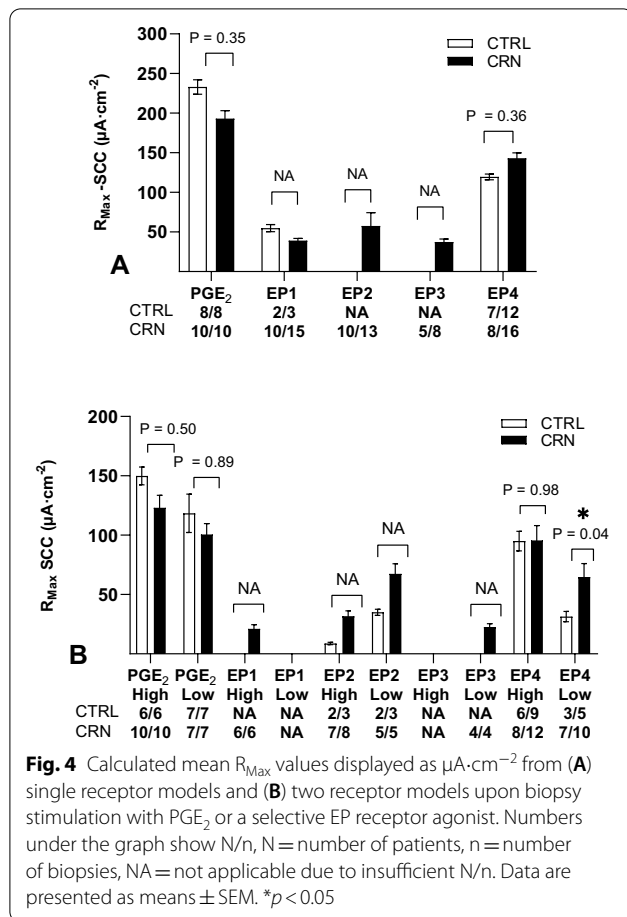 300
250
200
150
100
50
R_Max -SCC (µA·cm⁻²)
CTRL
CRN
P = 0.35
NA
NA
NA
P = 0.36
A
PGE₂ EP1 EP2 EP3 EP4
CTRL 8/8 2/3 NA NA 7/12
CRN 10/10 10/15 10/13 5/8 8/16
200
150
100
50
R_Max SCC (µA·cm⁻²)
CTRL
CRN
P = 0.50
P = 0.89
NA
NA
NA
NA
P = 0.98
*
P = 0.04
B
PGE₂ PGE₂ EP1 EP1 EP2 EP2 EP3 EP3 EP4 EP4
High Low High Low High Low High Low High Low
CTRL 6/6 7/7 NA NA 2/3 2/3 NA NA 6/9 3/5
CRN 10/10 7/7 6/6 NA 7/8 5/5 NA 4/4 8/12 7/10
Fig. 4 Calculated mean R_Max values displayed as µA·cm⁻² from (A)
single receptor models and (B) two receptor models upon biopsy
stimulation with PGE₂ or a selective EP receptor agonist. Numbers
under the graph show N/n, N = number of patients, n = number
of biopsies, NA = not applicable due to insufficient N/n. Data are
presented as means ± SEM. *p < 0.05